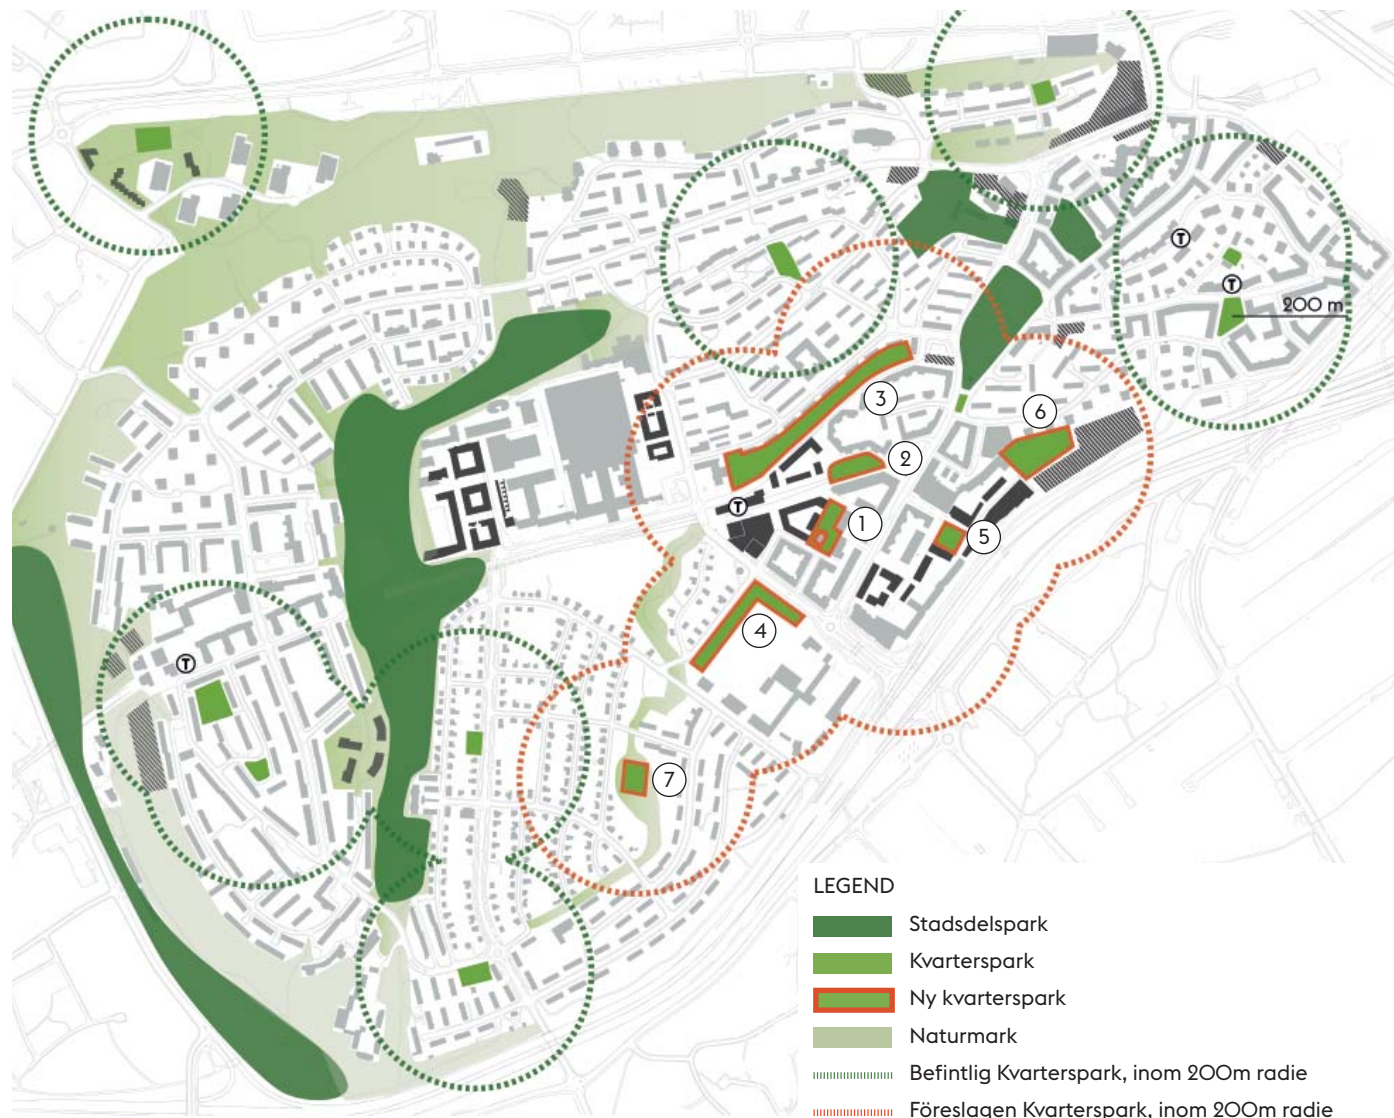 T
T
200 m
3
6
2
T
1
5
4
T
7
LEGEND
Stadsdelspark
Kvarterspark
Ny kvarterspark
Naturmark
Befintlig Kvarterspark, inom 200m radie
Föreslagen Kvarterspark, inom 200m radie